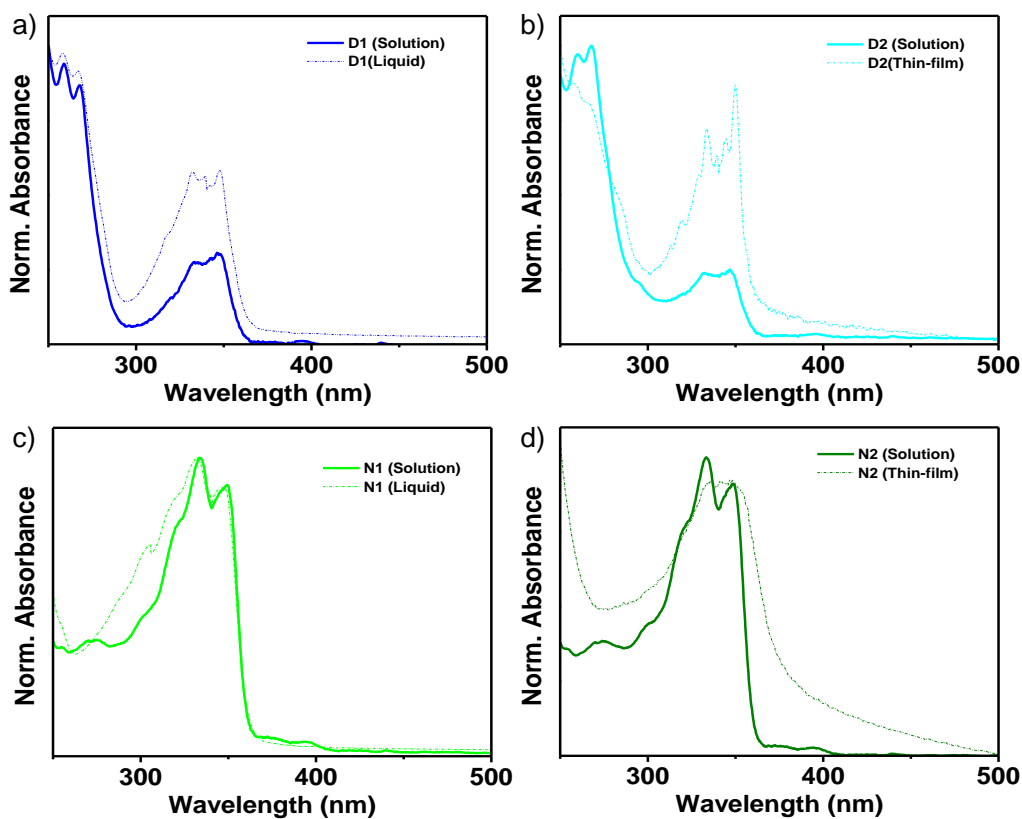 a)
D1 (Solution)
D1(Liquid)
Norm. Absorbance
300
400
500
Wavelength (nm)
b)
D2 (Solution)
D2(Thin-film)
Norm. Absorbance
300
400
500
Wavelength (nm)
c)
N1 (Solution)
N1 (Liquid)
Norm. Absorbance
300
400
500
Wavelength (nm)
d)
N2 (Solution)
N2 (Thin-film)
Norm. Absorbance
300
400
500
Wavelength (nm)